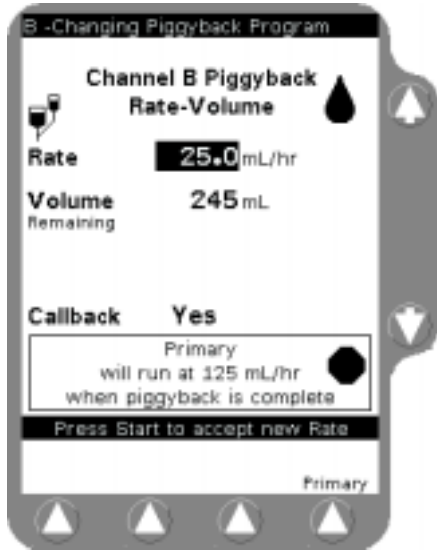 B -Changing Piggyback Program
Channel B Piggyback
Rate-Volume
Rate 25.0 mL/hr
Volume 245 mL
Remaining
Callback Yes
Primary
will run at 125 mL/hr
when piggyback is complete
Press Start to accept new Rate
Primary